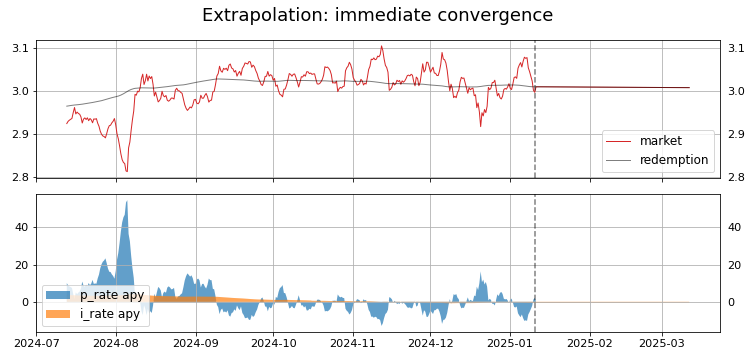 Extrapolation: immediate convergence
3.1 3.1
3.0 3.0
2.9 2.9
2.8 2.8
market
redemption
40 40
20 20
0 0
p_rate apy
i_rate apy
2024-07 2024-08 2024-09 2024-10 2024-11 2024-12 2025-01 2025-02 2025-03